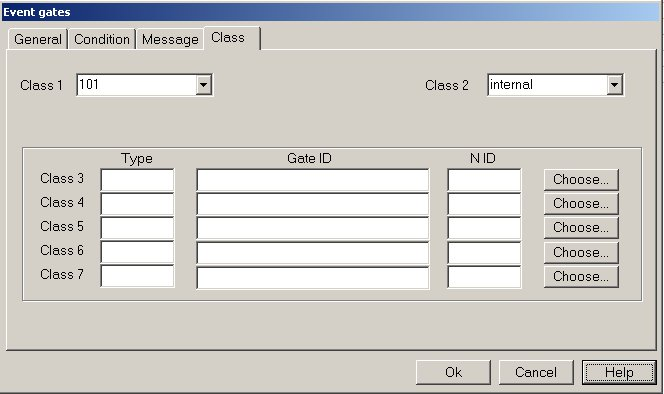 Event gates
General Condition Message Class
Class 1 101 Class 2 internal
Type Gate ID N ID
Class 3 Choose...
Class 4 Choose...
Class 5 Choose...
Class 6 Choose...
Class 7 Choose...
Ok Cancel Help